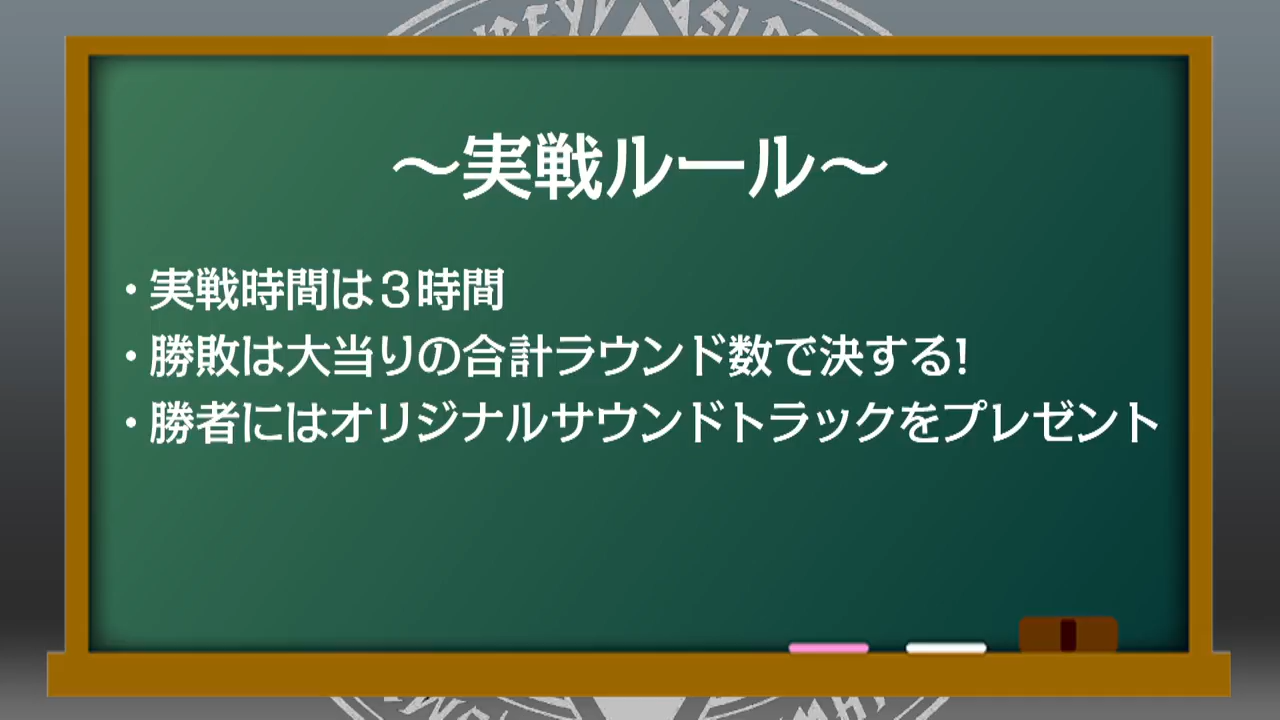 ～実戦ルール～
・実戦時間は３時間
・勝敗は大当りの合計ラウンド数で決する!
・勝者にはオリジナルサウンドトラックをプレゼント